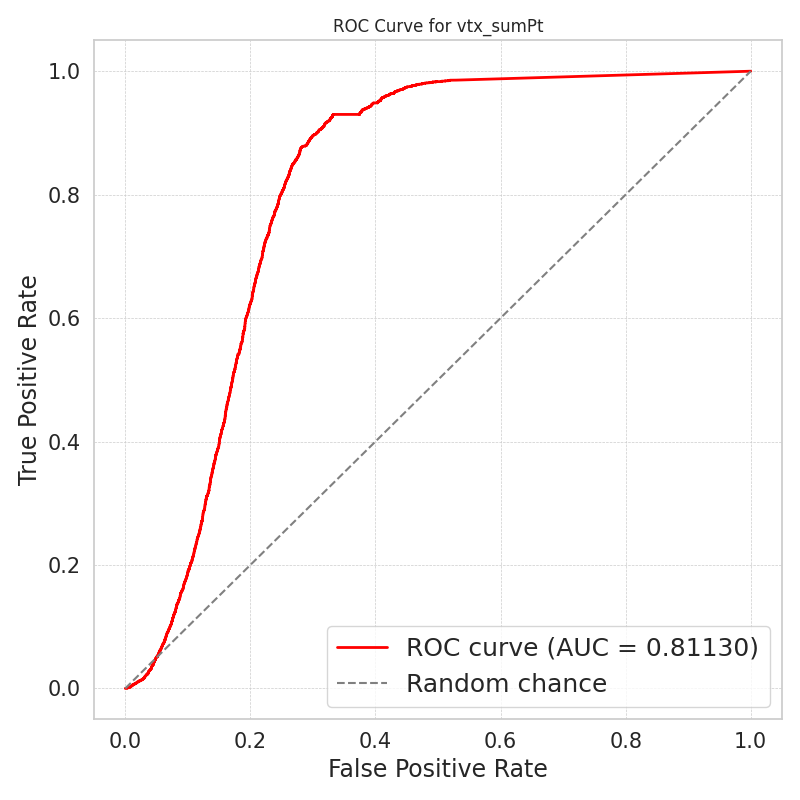 ROC Curve for vtx_sumPt
True Positive Rate
1.0
0.8
0.6
0.4
0.2
0.0
ROC curve (AUC = 0.81130)
Random chance
0.0 0.2 0.4 0.6 0.8 1.0
False Positive Rate